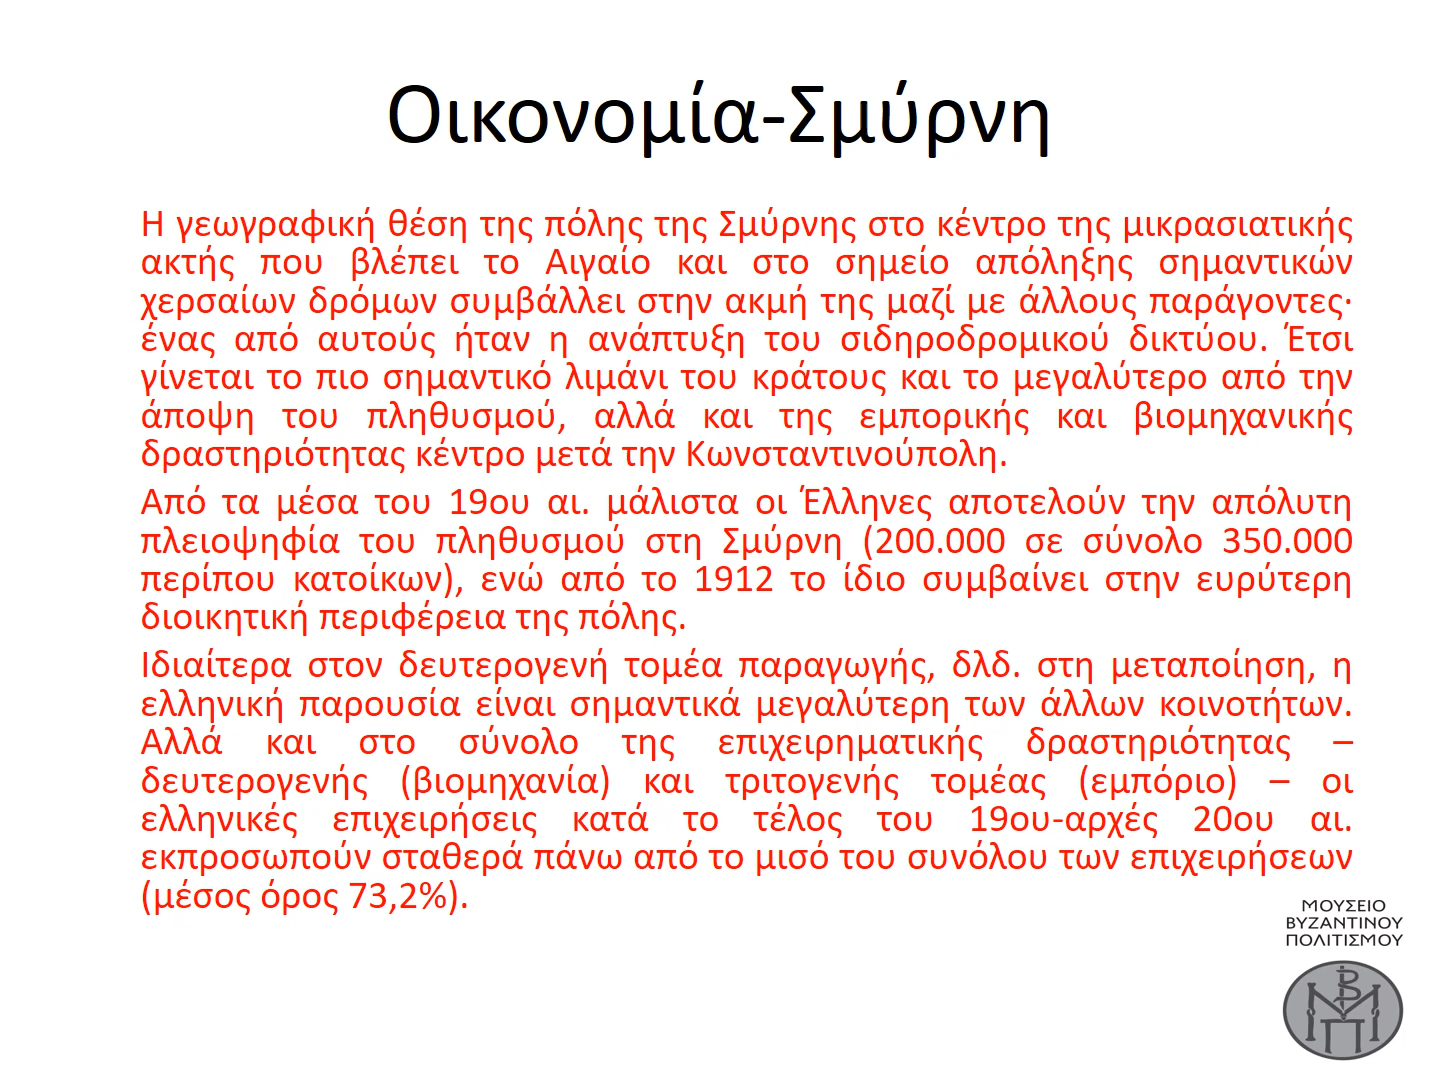 Οικονομία-Σμύρνη
Η γεωγραφική θέση της πόλης της Σμύρνης στο κέντρο της μικρασιατικής
ακτής που βλέπει το Αιγαίο και στο σημείο απόληξης σημαντικών
χερσαίων δρόμων συμβάλλει στην ακμή της μαζί με άλλους παράγοντες·
ένας από αυτούς ήταν η ανάπτυξη του σιδηροδρομικού δικτύου. Έτσι
γίνεται το πιο σημαντικό λιμάνι του κράτους και το μεγαλύτερο από την
άποψη του πληθυσμού, αλλά και της εμπορικής και βιομηχανικής
δραστηριότητας κέντρο μετά την Κωνσταντινούπολη.
Από τα μέσα του 19ου αι. μάλιστα οι Έλληνες αποτελούν την απόλυτη
πλειοψηφία του πληθυσμού στη Σμύρνη (200.000 σε σύνολο 350.000
περίπου κατοίκων), ενώ από το 1912 το ίδιο συμβαίνει στην ευρύτερη
διοικητική περιφέρεια της πόλης.
Ιδιαίτερα στον δευτερογενή τομέα παραγωγής, δλδ. στη μεταποίηση, η
ελληνική παρουσία είναι σημαντικά μεγαλύτερη των άλλων κοινοτήτων.
Αλλά και στο σύνολο της επιχειρηματικής δραστηριότητας –
δευτερογενής (βιομηχανία) και τριτογενής τομέας (εμπόριο) – οι
ελληνικές επιχειρήσεις κατά το τέλος του 19ου-αρχές 20ου αι.
εκπροσωπούν σταθερά πάνω από το μισό του συνόλου των επιχειρήσεων
(μέσος όρος 73,2%).
ΜΟΥΣΕΙΟ
ΒΥΖΑΝΤΙΝΟΥ
ΠΟΛΙΤΙΣΜΟΥ